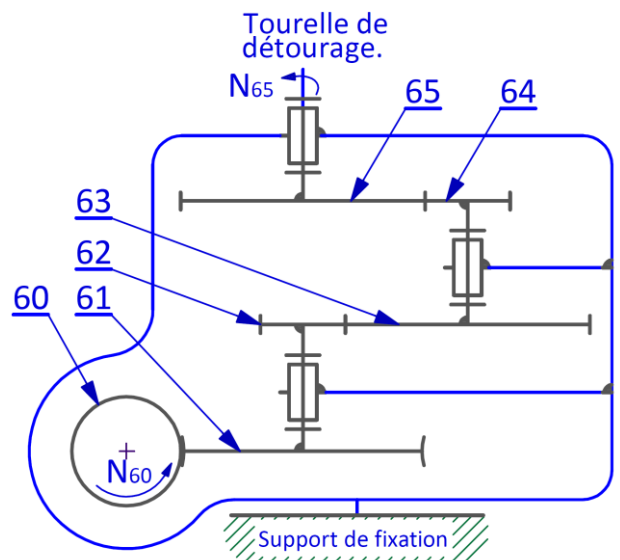 Tourelle de
détourage.
N65
65
64
63
62
60
61
N60
Support de fixation